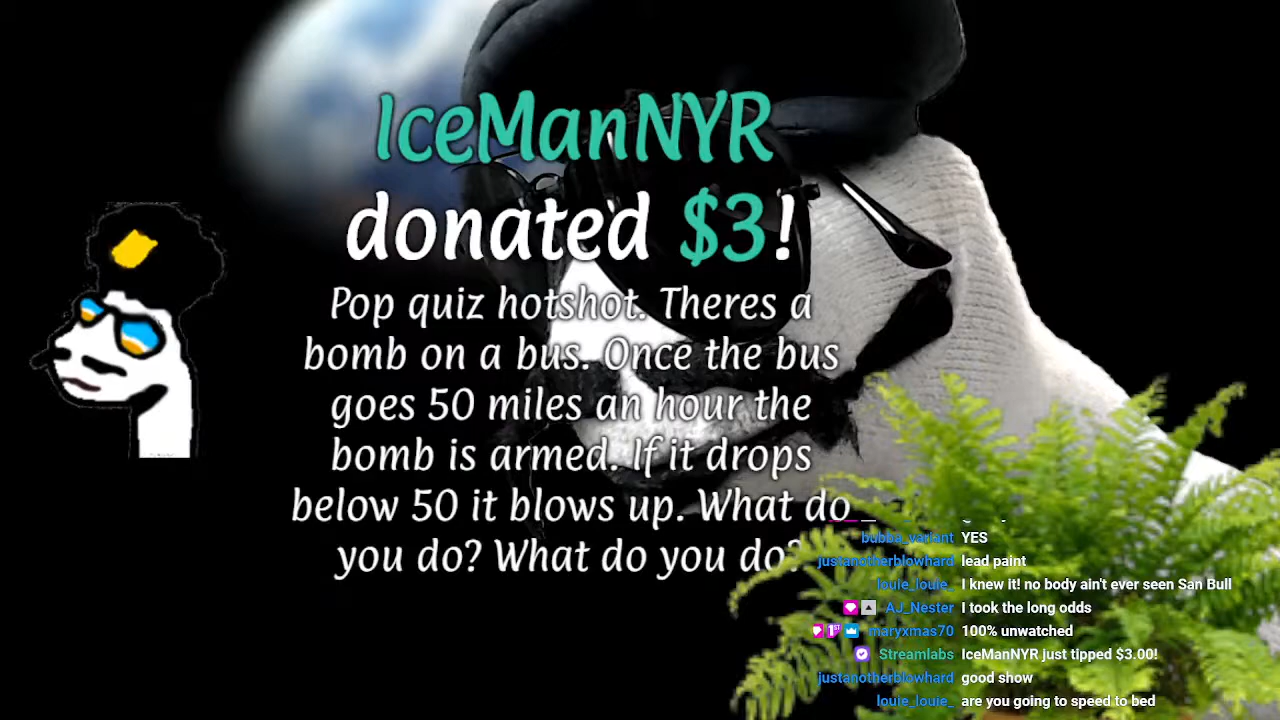 IceManNYR
donated $3!
Pop quiz hotshot. Theres a
bomb on a bus. Once the bus
goes 50 miles an hour the
bomb is armed. If it drops
below 50 it blows up. What do
you do? What do you do?
bubba_variant YES
justanotherblowhard lead paint
louie_louie_ I knew it! no body ain't ever seen San Bull
AJ_Nester I took the long odds
maryxmas70 100% unwatched
Streamlabs IceManNYR just tipped $3.00!
justanotherblowhard good show
louie_louie_ are you going to speed to bed